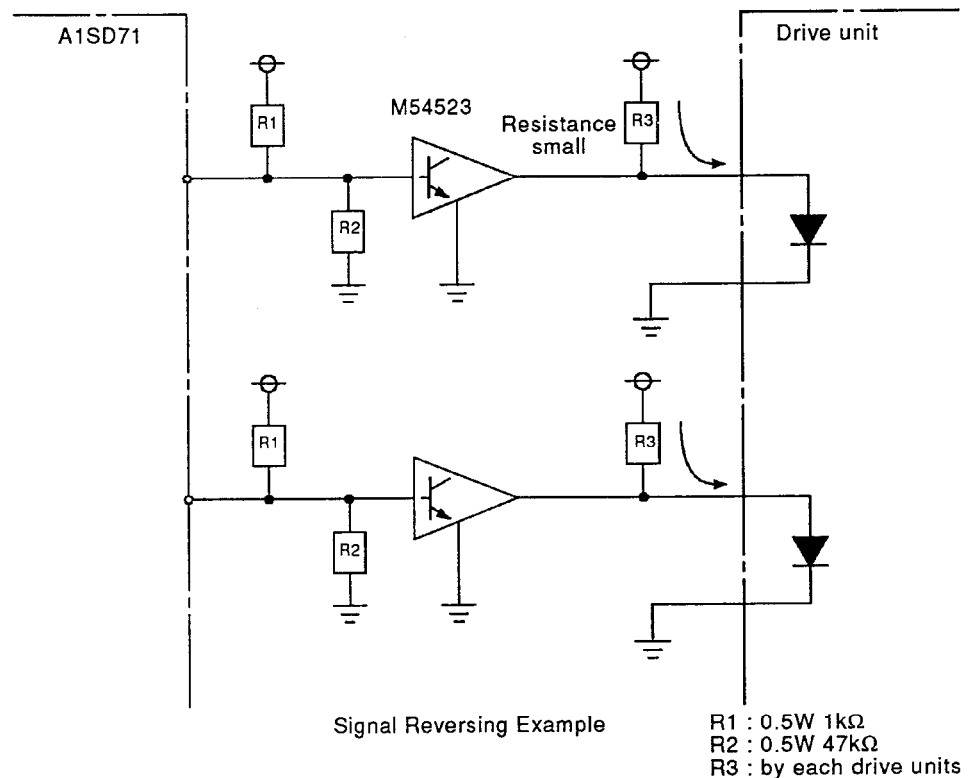 A1SD71
Drive unit
R1
M54523
Resistance
small
R3
R2
R1
R3
R2
Signal Reversing Example
R1 : 0.5W 1kΩ
R2 : 0.5W 47kΩ
R3 : by each drive units